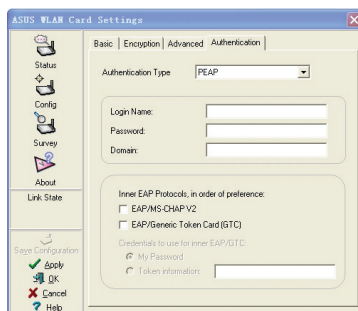 ASUS WLAN Card Settings
Status
Config
Survey
About
Link State
Save Configuration
Apply
OK
Cancel
Help
Basic
Encryption
Advanced
Authentication
Authentication Type
PEAP
Login Name:
Password:
Domain:
Inner EAP Protocols, in order of preference:
EAP/MS-CHAP V2
EAP/Generic Token Card (GTC)
Credentials to use for inner EAP/GTC:
My Password
Token information: